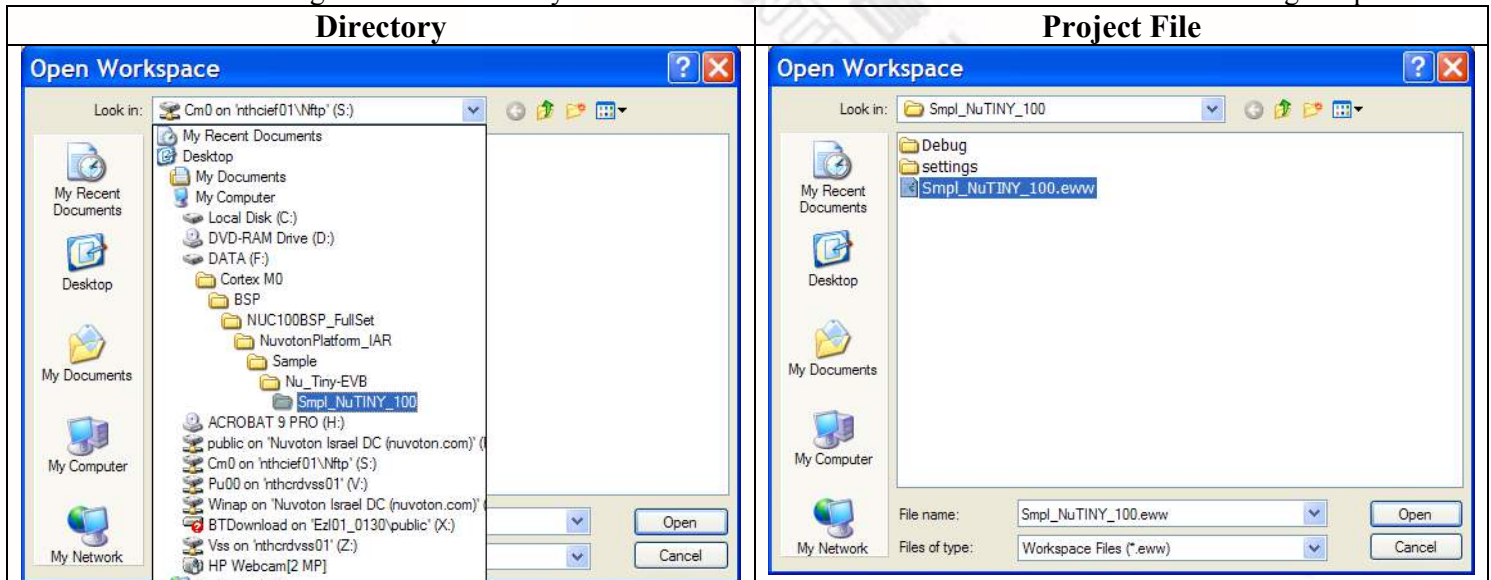 Directory
Project File
Open Workspace
Look in: Cm0 on 'nthcief01\Nftp' (S:)
My Recent Documents
Desktop
My Documents
My Computer
Local Disk (C:)
DVD-RAM Drive (D:)
DATA (F:)
Cortex M0
BSP
NUC100BSP_FullSet
NuvotonPlatform_IAR
Sample
Nu_Tiny-EVB
Smpl_NuTINY_100
ACROBAT 9 PRO (H:)
public on 'Nuvoton Israel DC (nuvoton.com)'
Cm0 on 'nthcief01\Nftp' (S:)
Pu00 on 'nthcrdvss01' (V:)
Winap on 'Nuvoton Israel DC (nuvoton.com)'
BTDownload on 'Ezl01_0130\public' (X:)
Vss on 'nthcrdvss01' (Z:)
HP Webcam[2 MP]
My Recent
Documents
Desktop
My Documents
My Computer
My Network
Open
Cancel
Open Workspace
Look in: Smpl_NuTINY_100
Debug
settings
Smpl_NuTINY_100.eww
My Recent
Documents
Desktop
My Documents
My Computer
My Network
File name: Smpl_NuTINY_100.eww
Open
Files of type: Workspace Files (*.eww)
Cancel